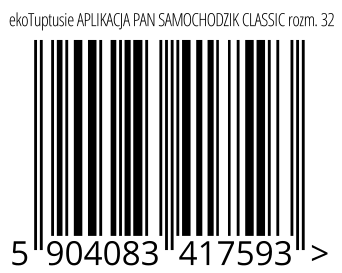 ekoTuptusie APLIKACJA PAN SAMOCHODZIK CLASSIC rozm. 32
5 904083 417593 >